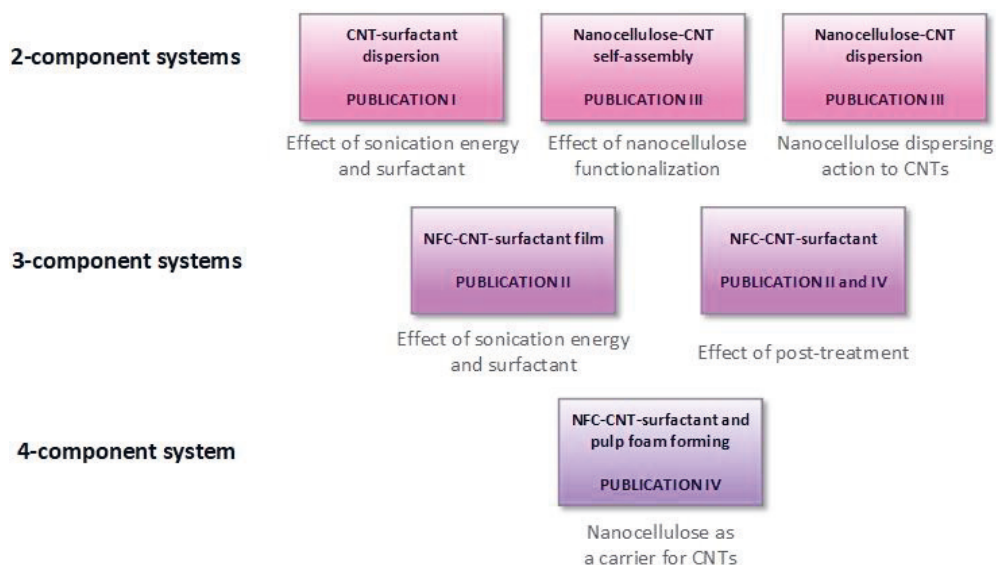 2-component systems
CNT-surfactant
dispersion
PUBLICATION I
Effect of sonication energy
and surfactant
Nanocellulose-CNT
self-assembly
PUBLICATION III
Effect of nanocellulose
functionalization
Nanocellulose-CNT
dispersion
PUBLICATION III
Nanocellulose dispersing
action to CNTs
3-component systems
NFC-CNT-surfactant film
PUBLICATION II
Effect of sonication energy
and surfactant
NFC-CNT-surfactant
PUBLICATION II and IV
Effect of post-treatment
4-component system
NFC-CNT-surfactant and
pulp foam forming
PUBLICATION IV
Nanocellulose as
a carrier for CNTs